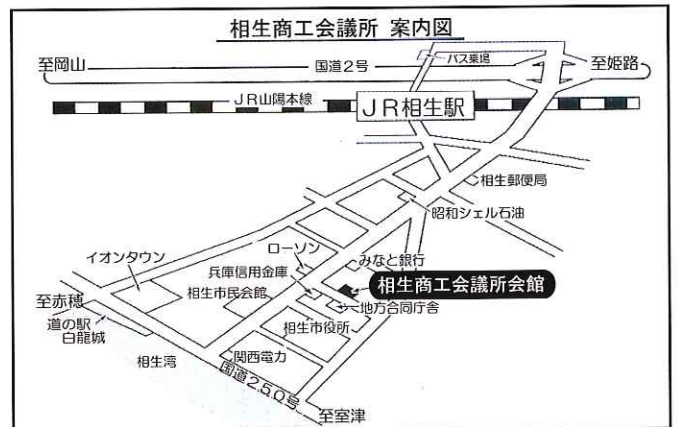 相生商工会議所 案内図
至岡山
国道2号
バス乗場
至姫路
JR山陽本線
JR相生駅
相生郵便局
昭和シェル石油
ローソン
みなと銀行
イオンタウン
兵庫信用金庫
相生商工会議所会館
相生市民会館
至赤穂
地方合同庁舎
道の駅
白龍城
相生市役所
相生湾
関西電力
国道250号
至室津